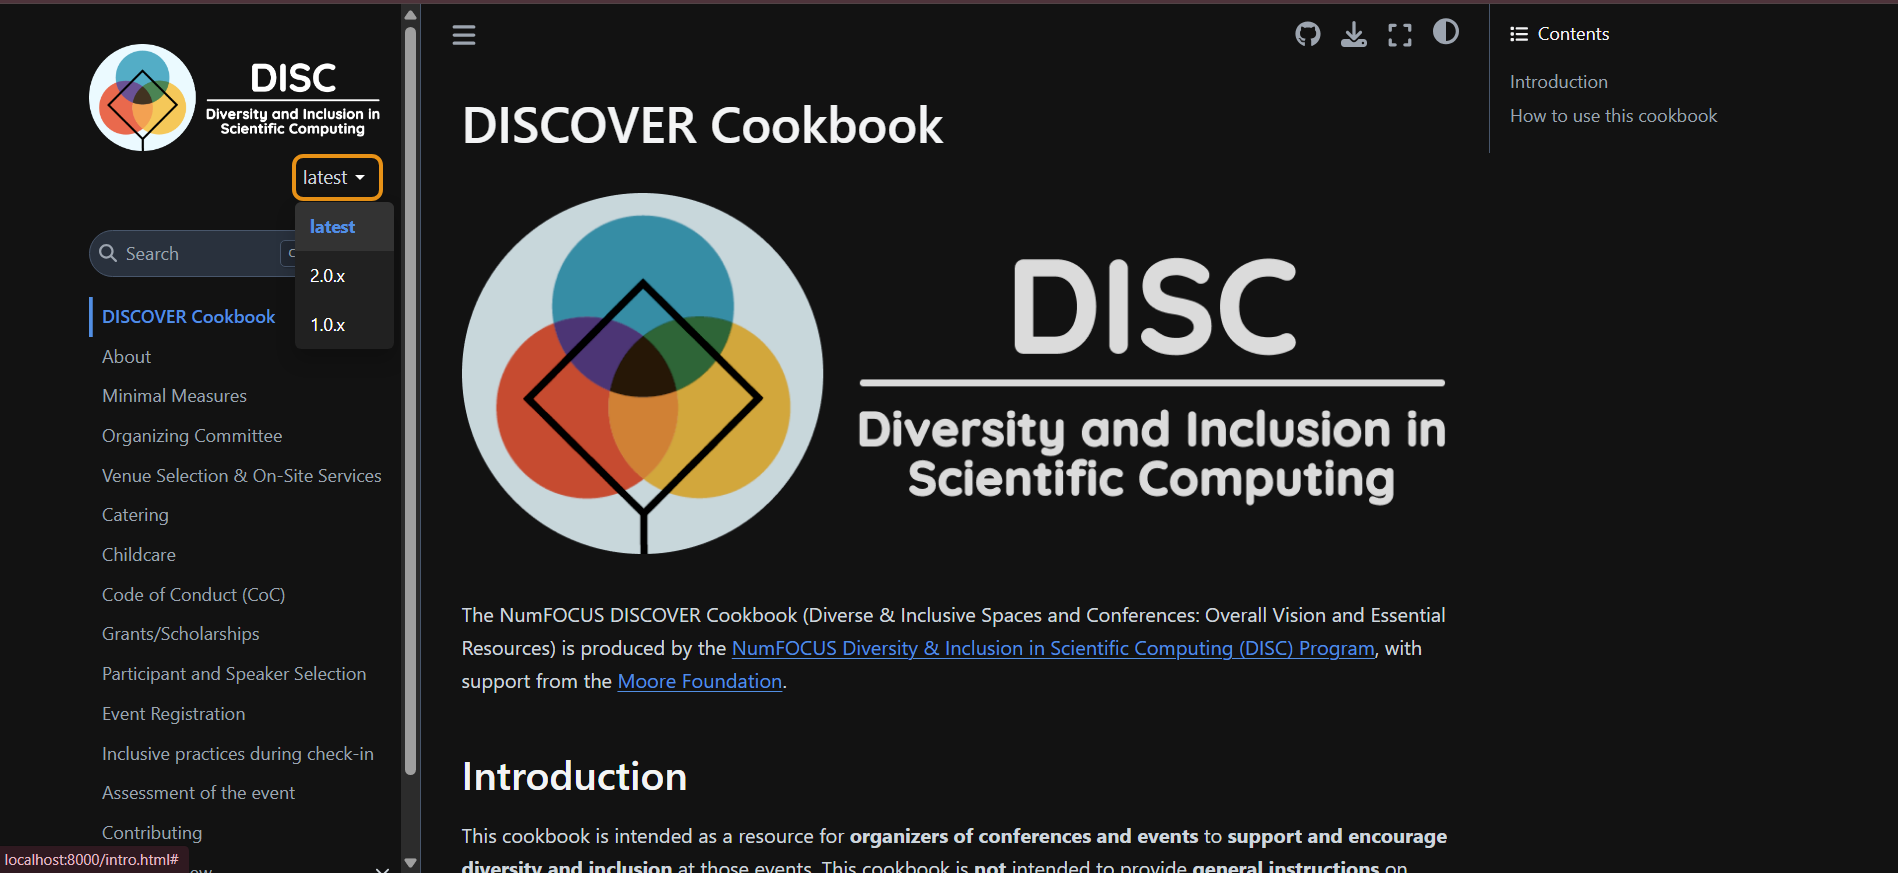 DISC
Diversity and Inclusion in
Scientific Computing
latest
latest
2.0.x
1.0.x
Search
DISCOVER Cookbook
About
Minimal Measures
Organizing Committee
Venue Selection & On-Site Services
Catering
Childcare
Code of Conduct (CoC)
Grants/Scholarships
Participant and Speaker Selection
Event Registration
Inclusive practices during check-in
Assessment of the event
Contributing
localhost:8000/intro.html#
DISCOVER Cookbook
DISC
Diversity and Inclusion in
Scientific Computing
The NumFOCUS DISCOVER Cookbook (Diverse & Inclusive Spaces and Conferences: Overall Vision and Essential
Resources) is produced by the NumFOCUS Diversity & Inclusion in Scientific Computing (DISC) Program, with
support from the Moore Foundation.
Introduction
This cookbook is intended as a resource for organizers of conferences and events to support and encourage
diversity and inclusion at those events. This cookbook is not intended to provide general instructions on
Contents
Introduction
How to use this cookbook